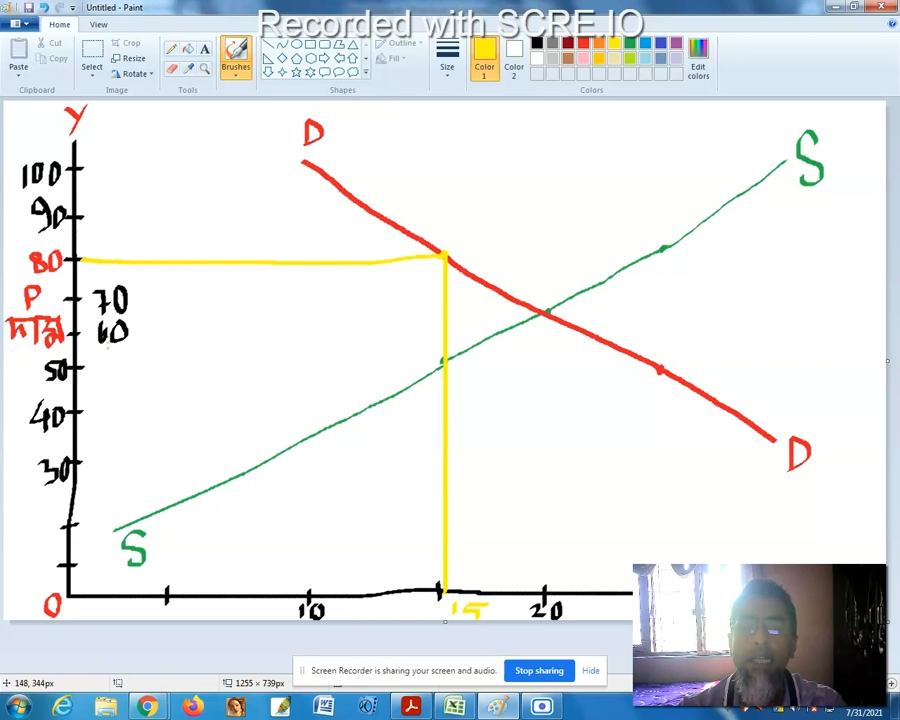 Untitled - Paint
Recorded with SCRE.IO
Home View
Cut
Copy
Paste
Clipboard
Select
Crop
Resize
Rotate
Image
A
Tools
Brushes
Outline
Fill
Shapes
Size
Color 1
Color 2
Edit colors
Colors
Y
D
S
100
90
80
P
70
দাম
60
50
40
30
D
S
0
10
15
20
Screen Recorder is sharing your screen and audio.
Stop sharing
Hide
148, 344px
1255 × 739px
7/31/2021